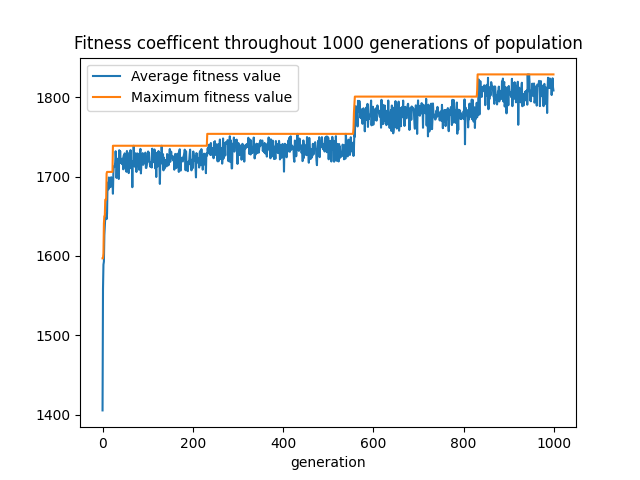 Fitness coefficent throughout 1000 generations of population
Average fitness value
Maximum fitness value
1800
1700
1600
1500
1400
0 200 400 600 800 1000
generation